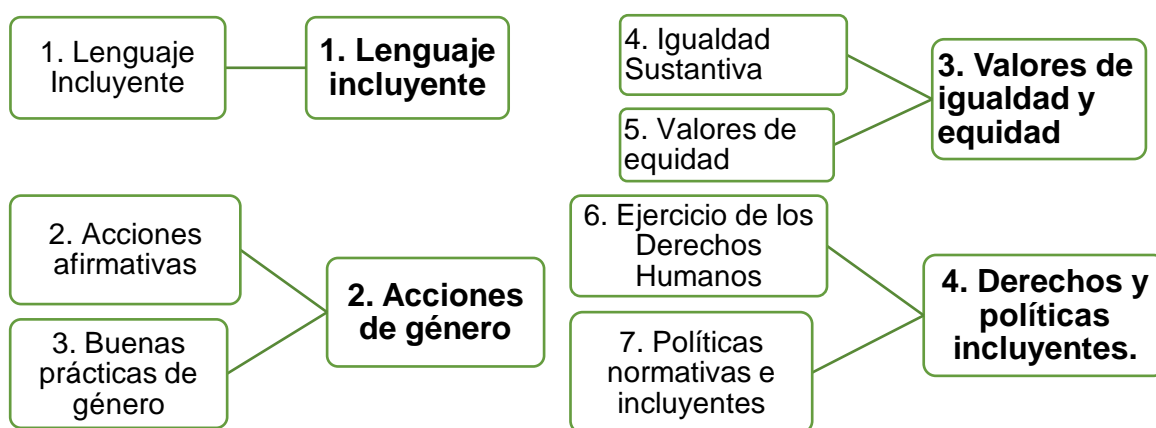 1. Lenguaje
Incluyente
1. Lenguaje
incluyente
2. Acciones
afirmativas
3. Buenas
prácticas de
género
2. Acciones
de género
4. Igualdad
Sustantiva
5. Valores de
equidad
3. Valores de
igualdad y
equidad
6. Ejercicio de los
Derechos
Humanos
7. Políticas
normativas e
incluyentes
4. Derechos y
políticas
incluyentes.